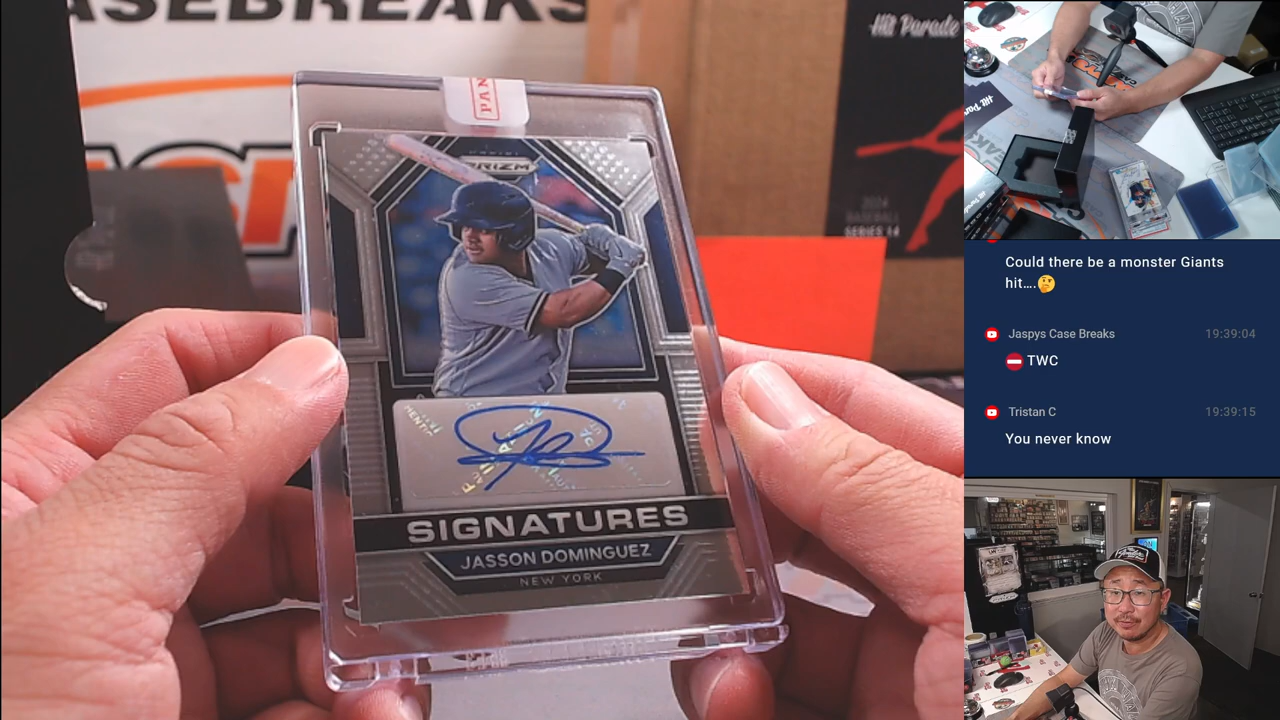 ASEBREAKS
Hit Parade
PAN
PRIZM
2024
BASEBALL
SERIES 14
SIGNATURES
JASSON DOMINGUEZ
NEW YORK
Could there be a monster Giants
hit....🤔
Jaspys Case Breaks 19:39:04
⛔ TWC
Tristan C 19:39:15
You never know